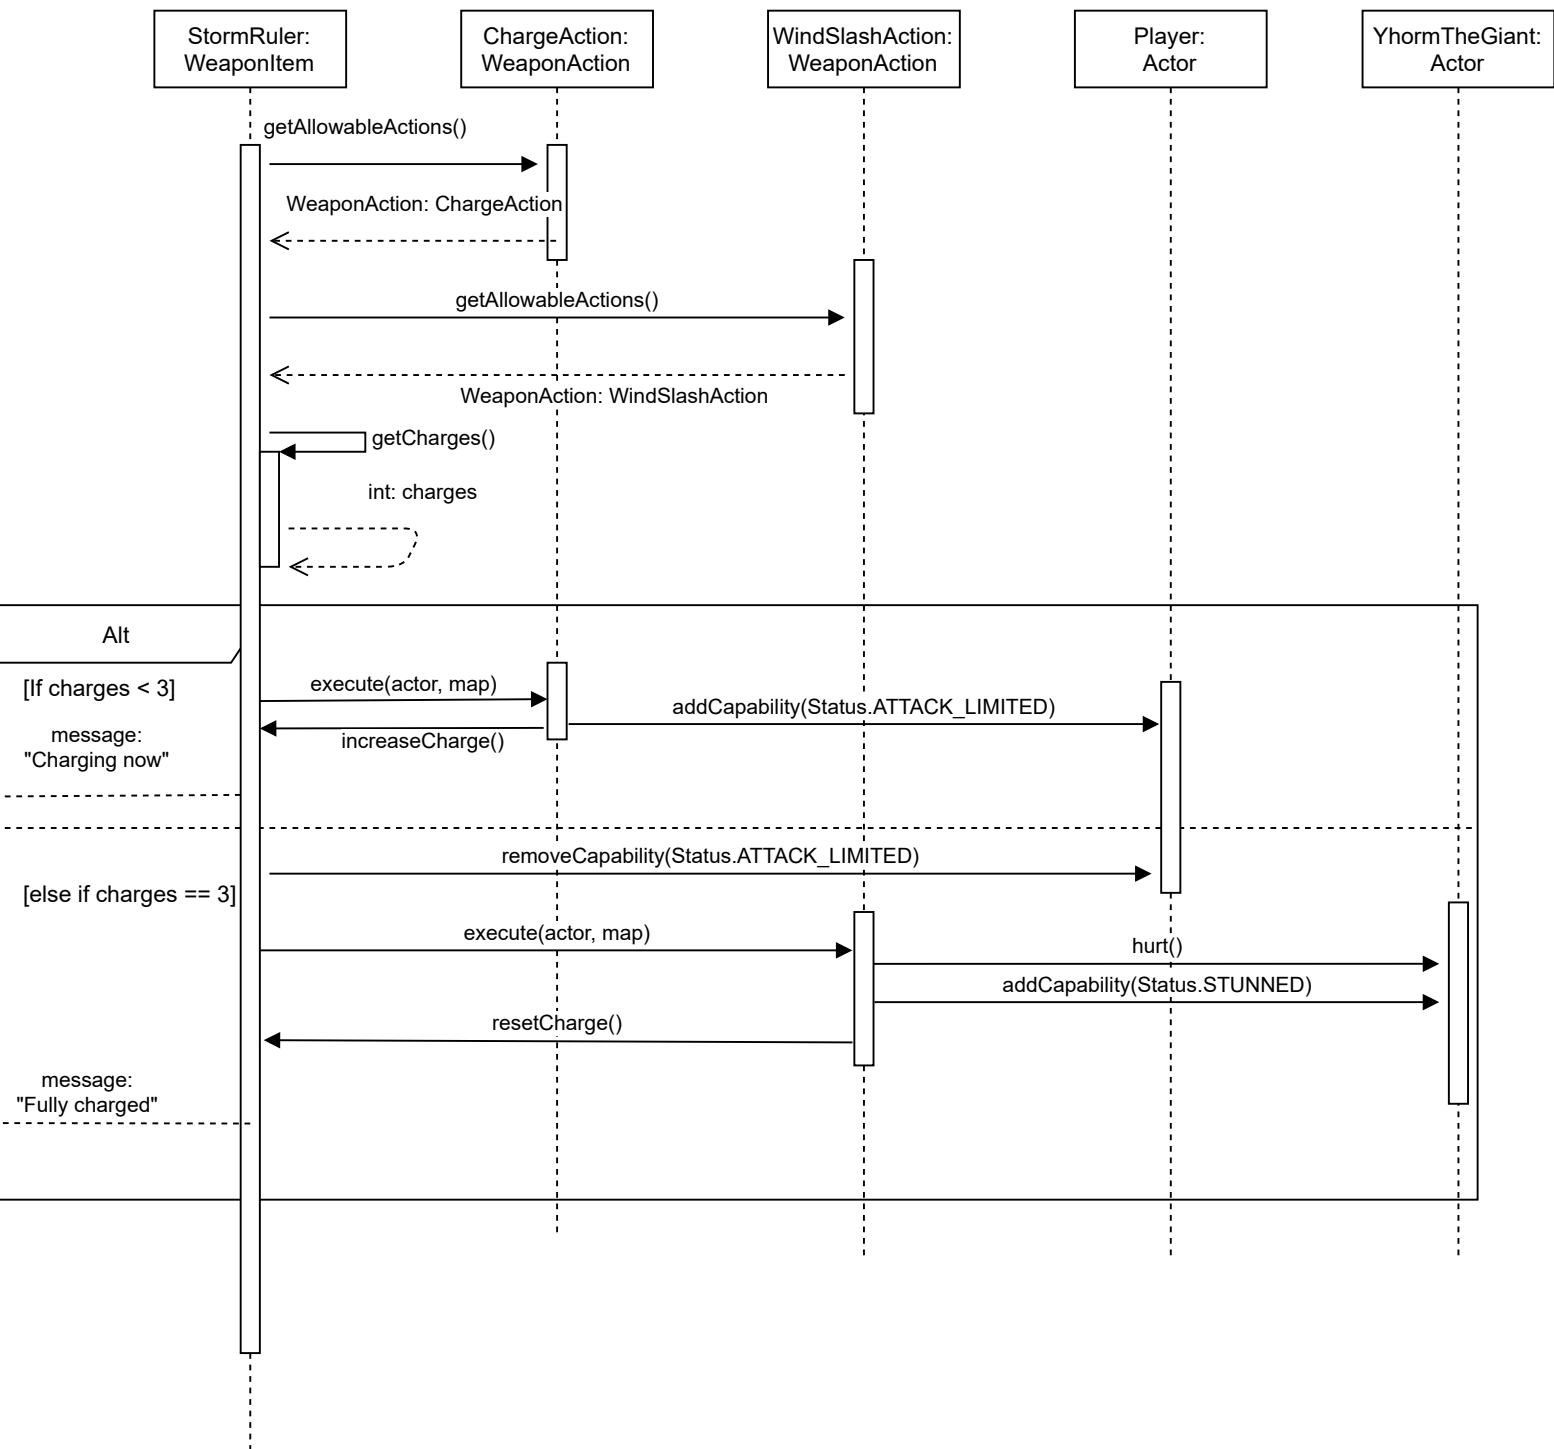 StormRuler:
WeaponItem
ChargeAction:
WeaponAction
WindSlashAction:
WeaponAction
Player:
Actor
YhormTheGiant:
Actor
getAllowableActions()
WeaponAction: ChargeAction
getAllowableActions()
WeaponAction: WindSlashAction
getCharges()
int: charges
Alt
[If charges < 3]
execute(actor, map)
addCapability(Status.ATTACK_LIMITED)
increaseCharge()
message:
"Charging now"
removeCapability(Status.ATTACK_LIMITED)
[else if charges == 3]
execute(actor, map)
hurt()
addCapability(Status.STUNNED)
resetCharge()
message:
"Fully charged"